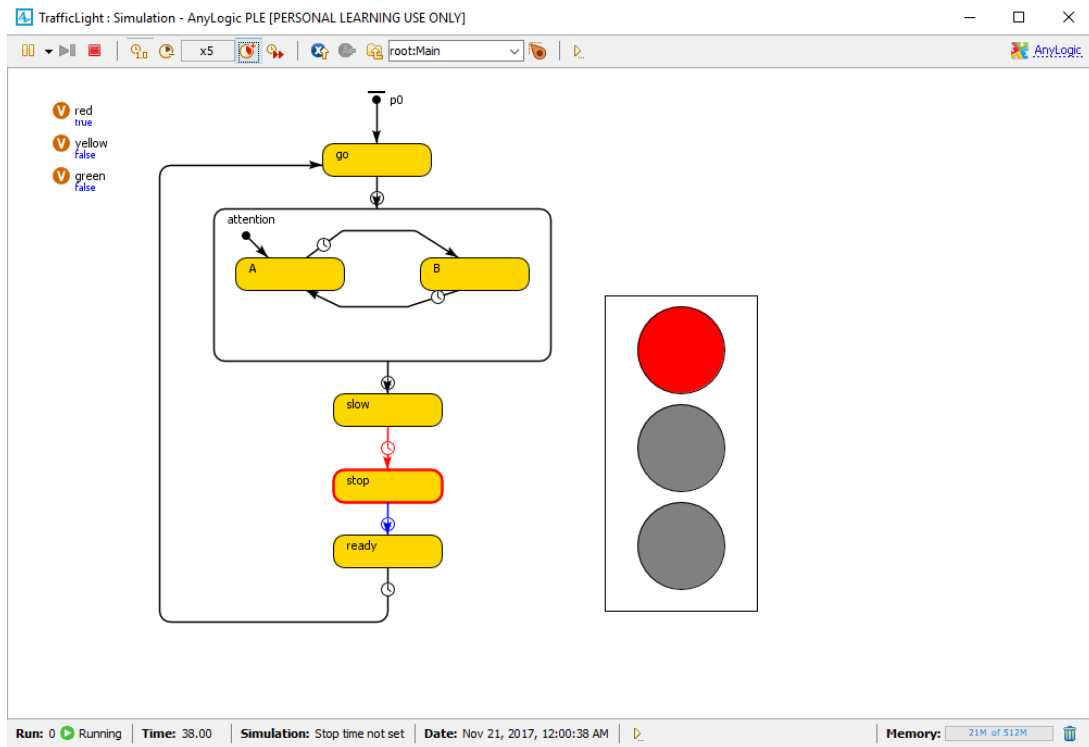 TrafficLight : Simulation - AnyLogic PLE [PERSONAL LEARNING USE ONLY]
1.0 x5 root:Main AnyLogic
p0
red
true
yellow
false
green
false
go
attention
A B
slow
stop
ready
Run: 0 Running Time: 38.00 Simulation: Stop time not set Date: Nov 21, 2017, 12:00:38 AM Memory: 21M of 512M